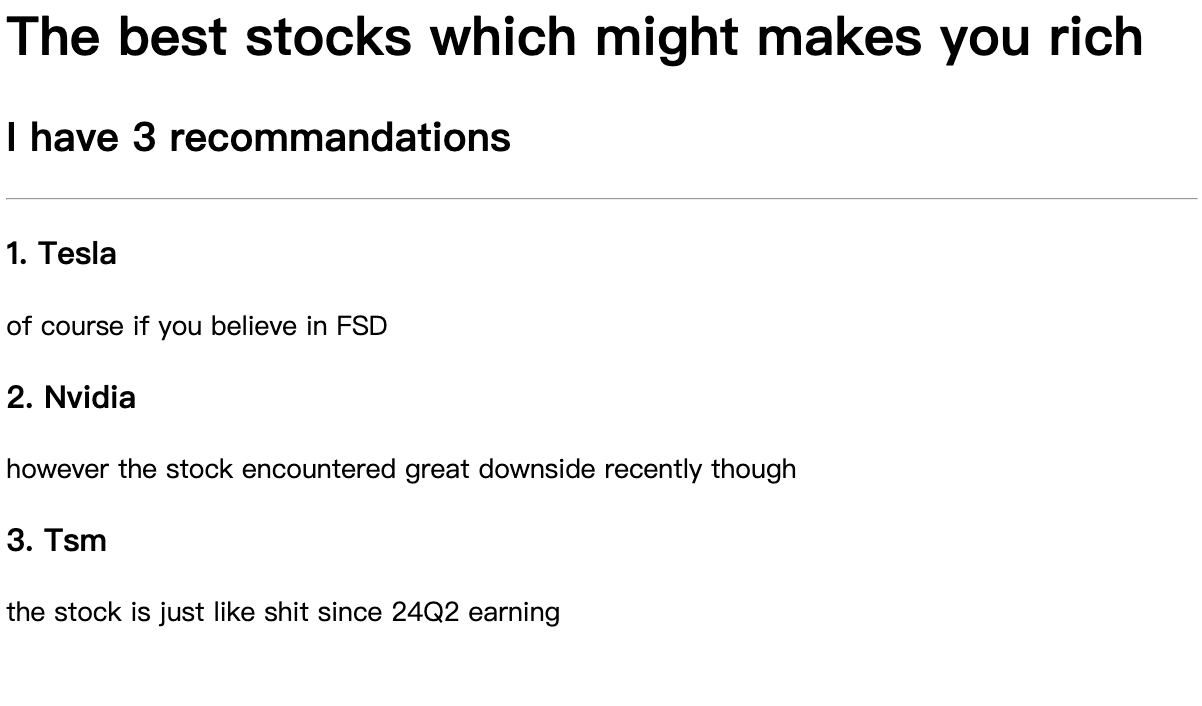 The best stocks which might makes you rich
I have 3 recommandations
1. Tesla
of course if you believe in FSD
2. Nvidia
however the stock encountered great downside recently though
3. Tsm
the stock is just like shit since 24Q2 earning